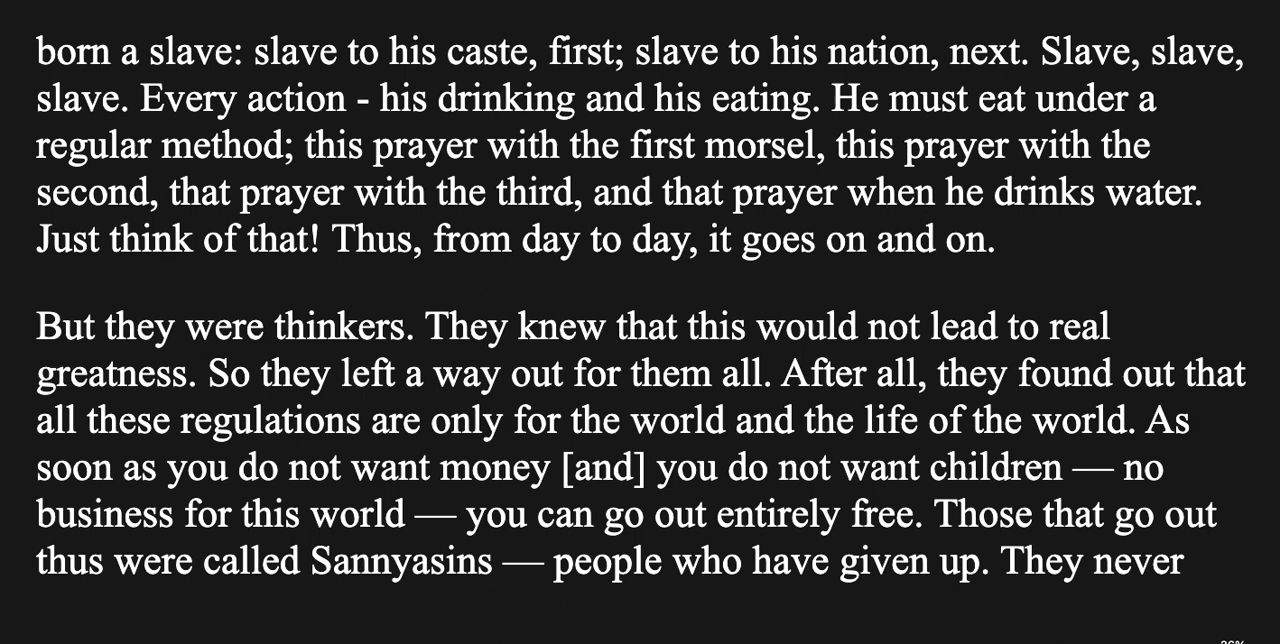 born a slave: slave to his caste, first; slave to his nation, next. Slave, slave,
slave. Every action - his drinking and his eating. He must eat under a
regular method; this prayer with the first morsel, this prayer with the
second, that prayer with the third, and that prayer when he drinks water.
Just think of that! Thus, from day to day, it goes on and on.
But they were thinkers. They knew that this would not lead to real
greatness. So they left a way out for them all. After all, they found out that
all these regulations are only for the world and the life of the world. As
soon as you do not want money [and] you do not want children — no
business for this world — you can go out entirely free. Those that go out
thus were called Sannyasins — people who have given up. They never